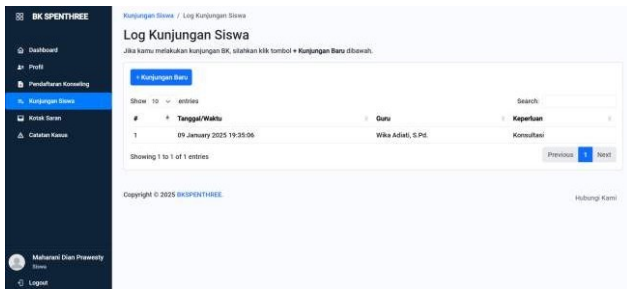 BK SPENTHREE
Dashboard
Profil
Pendaftaran Konseling
Kunjungan Siswa
Kotak Saran
Catatan Kasus
Maharani Dian Prawesty
Siswa
Logout
Kunjungan Siswa / Log Kunjungan Siswa
Log Kunjungan Siswa
Jika kamu melakukan kunjungan BK, silahkan klik tombol + Kunjungan Baru dibawah.
+ Kunjungan Baru
Show 10 entries
Search:
# Tanggal/Waktu Guru Keperluan
1 09 January 2025 19:35:06 Wika Adiati, S.Pd. Konsultasi
Showing 1 to 1 of 1 entries
Previous 1 Next
Copyright © 2025 BKSPENTHREE.
Hubungi Kami